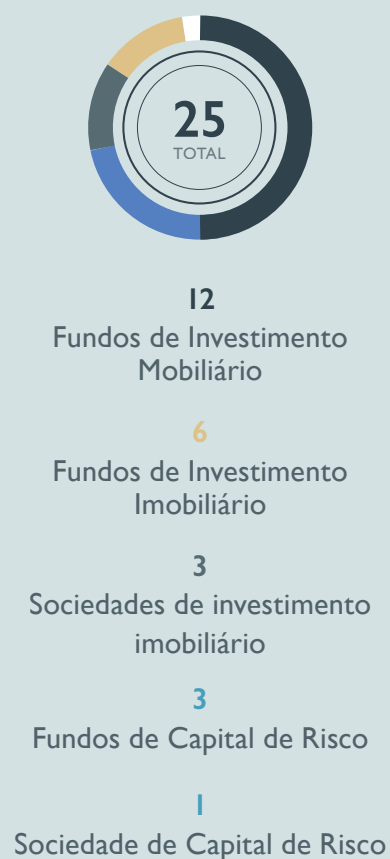 25
TOTAL
12
Fundos de Investimento
Mobiliário
6
Fundos de Investimento
Imobiliário
3
Sociedades de investimento
imobiliário
3
Fundos de Capital de Risco
1
Sociedade de Capital de Risco